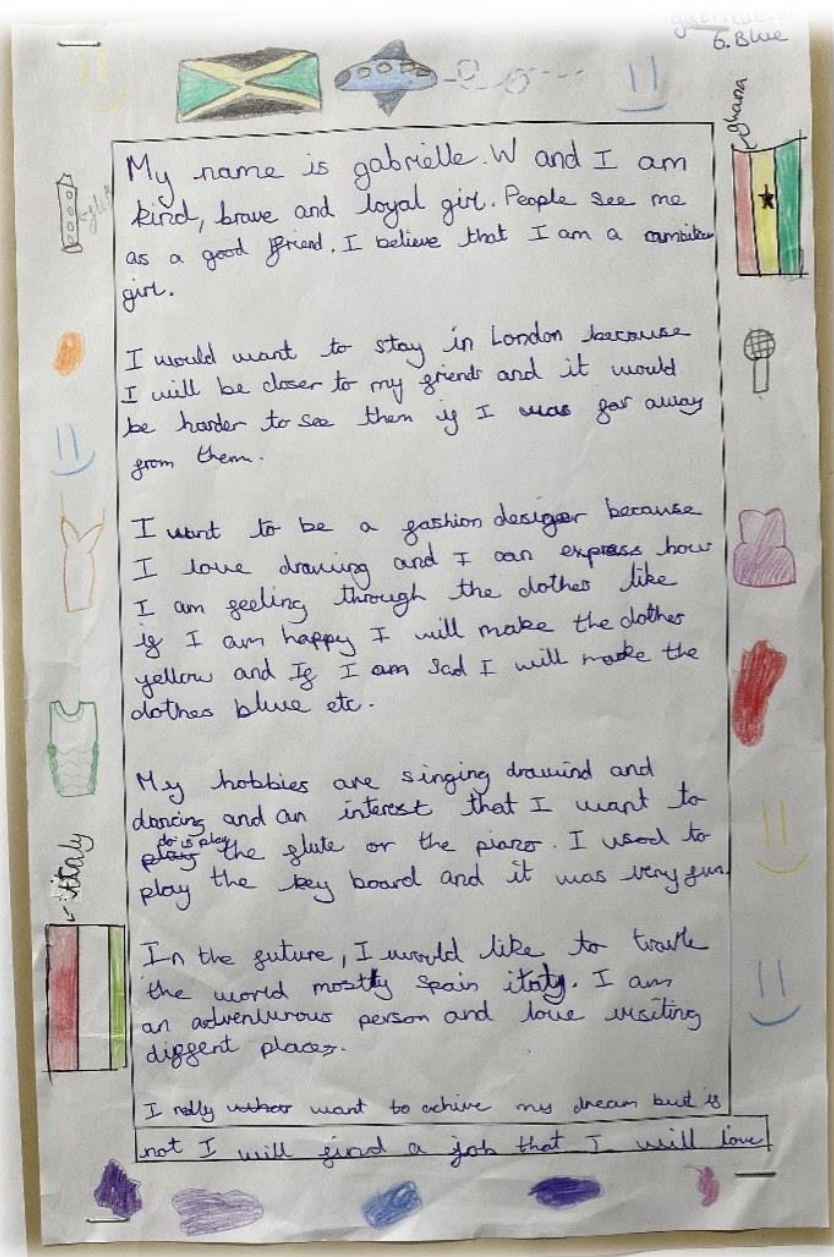 6. Blue
ghana
My name is gabrielle.W and I am
kind, brave and loyal girl. People see me
as a good friend. I believe that I am a
girl.
I would want to stay in London because
I will be closer to my friends and it would
be harder to see them if I was far away
from them.
I want to be a fashion desiger because
I love drawing and I can express how
I am feeling through the clothes like
if I am happy I will make the clothes
yellow and If I am sad I will make the
clothes blue etc.
My hobbies are singing drawind and
dancing and an interest that I want to
do is play
play the flute or the piano. I used to
play the key board and it was very fun
italy
In the future, I would like to travle
the world mostly Spain itaty. I am
an adventurous person and love visiting
diffent places.
I really want to achive my dream but is
not I will find a job that I will love